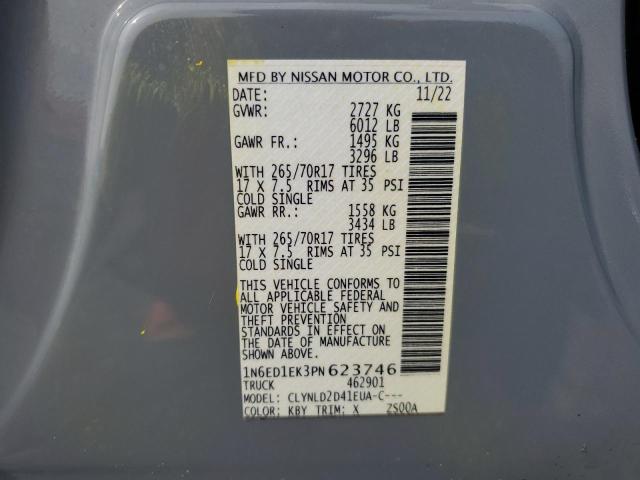 MFD BY NISSAN MOTOR CO., LTD.
DATE: 11/22
GVWR: 2727 KG
6012 LB
GAWR FR.: 1495 KG
3296 LB
WITH 265/70R17 TIRES
17 X 7.5 RIMS AT 35 PSI
COLD SINGLE
GAWR RR.: 1558 KG
3434 LB
WITH 265/70R17 TIRES
17 X 7.5 RIMS AT 35 PSI
COLD SINGLE
THIS VEHICLE CONFORMS TO
ALL APPLICABLE FEDERAL
MOTOR VEHICLE SAFETY AND
THEFT PREVENTION
STANDARDS IN EFFECT ON
THE DATE OF MANUFACTURE
SHOWN ABOVE.
1N6ED1EK3PN623746
TRUCK 462901
MODEL: CLYNLD2D41EUA-C---
COLOR: KBY TRIM: X ZS00A